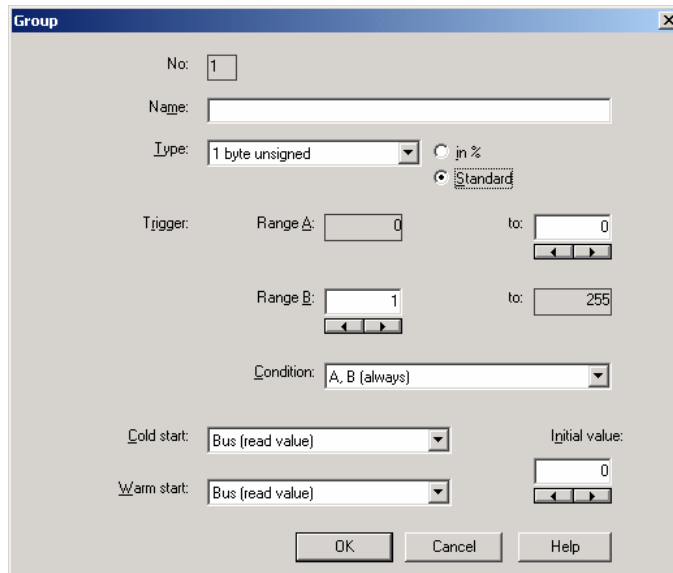 Group
No: 1
Name:
Type: 1 byte unsigned in %
Standard
Trigger: Range A: 0 to: 0
Range B: 1 to: 255
Condition: A, B (always)
Cold start: Bus (read value) Initial value:
0
Warm start: Bus (read value)
OK Cancel Help